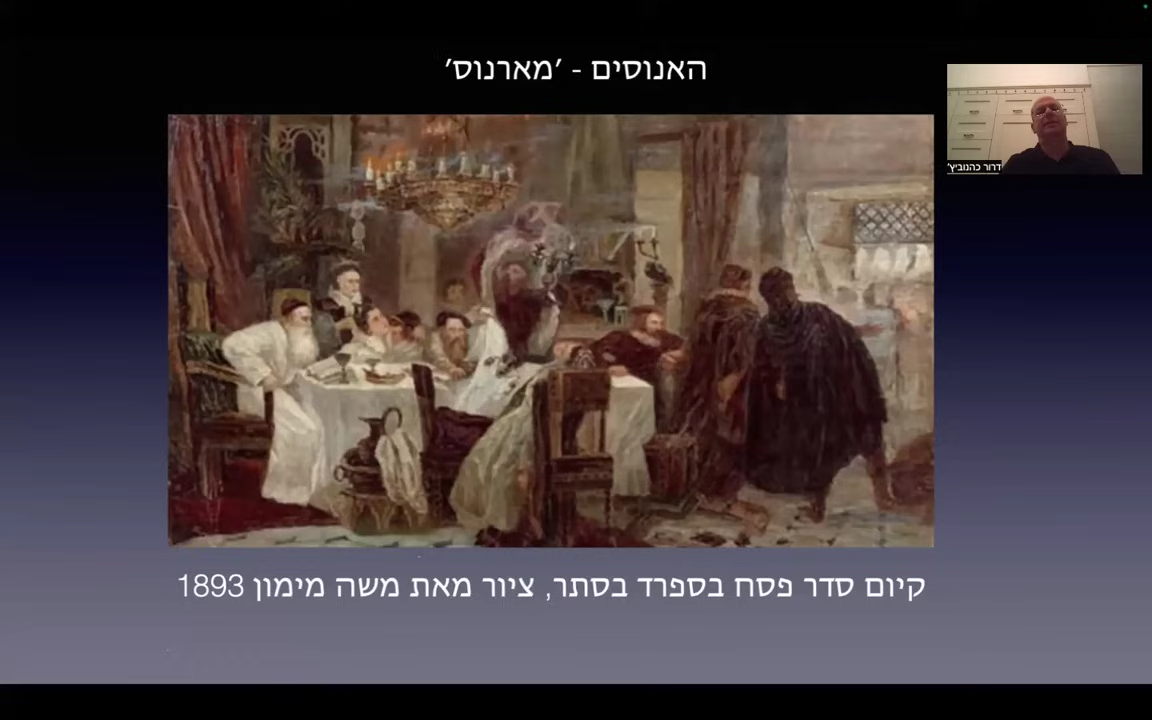 האנוסים - 'מארנוס'
דרור כהנוביץ'
קיום סדר פסח בספרד בסתר, ציור מאת משה מימון 1893